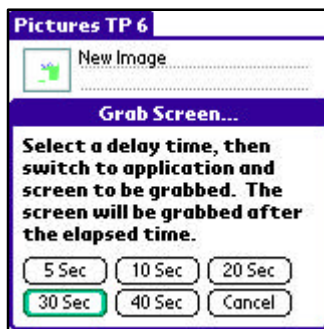 Pictures TP 6
New Image
Grab Screen...
Select a delay time, then
switch to application and
screen to be grabbed. The
screen will be grabbed after
the elapsed time.
5 Sec 10 Sec 20 Sec
30 Sec 40 Sec Cancel